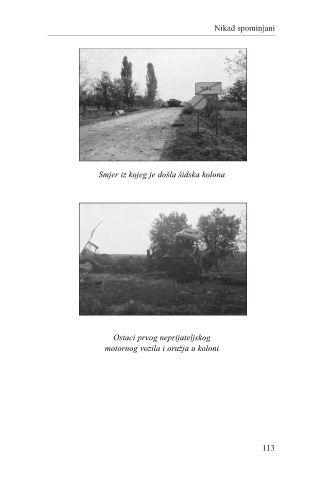 Nikad spominjani
Smjer iz kojeg je došla šidska kolona
Ostaci prvog neprijateljskog
motornog vozila i oružja u koloni
113